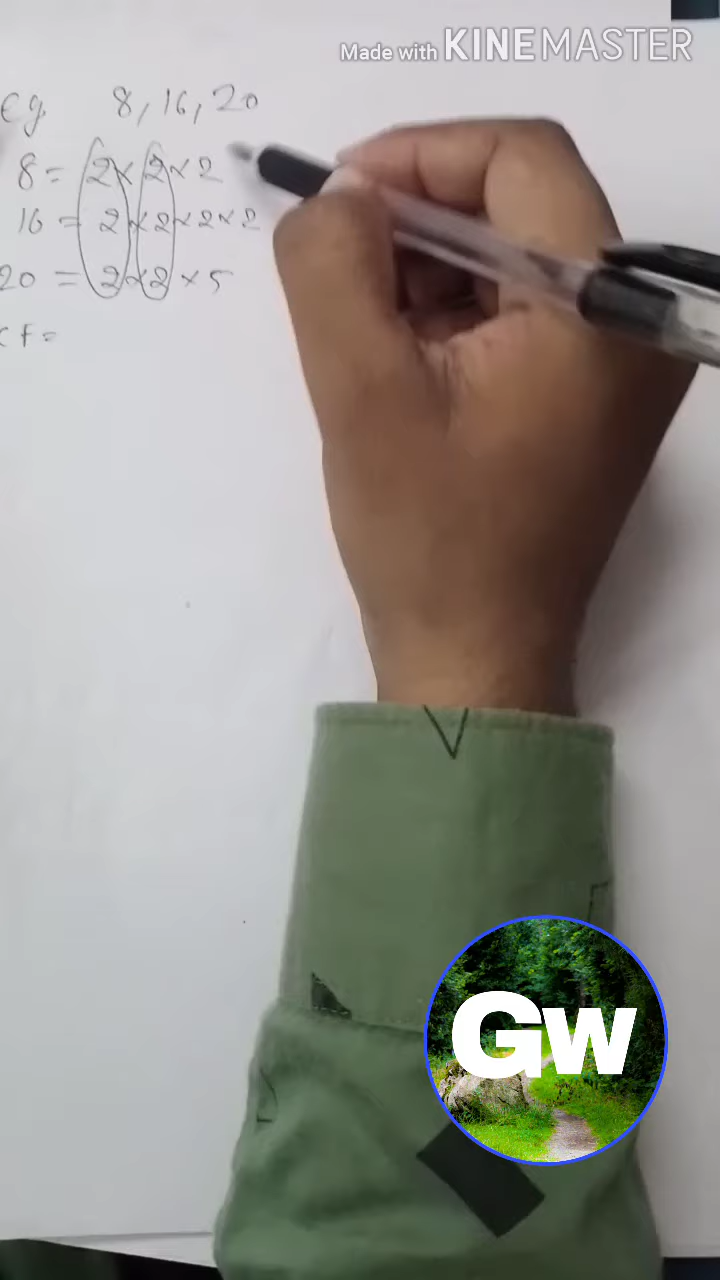 Made with KINEMASTER
eg 8, 16, 20
8 = 2 × 2 × 2
16 = 2 × 2 × 2 × 2
20 = 2 × 2 × 5
CF =
GW